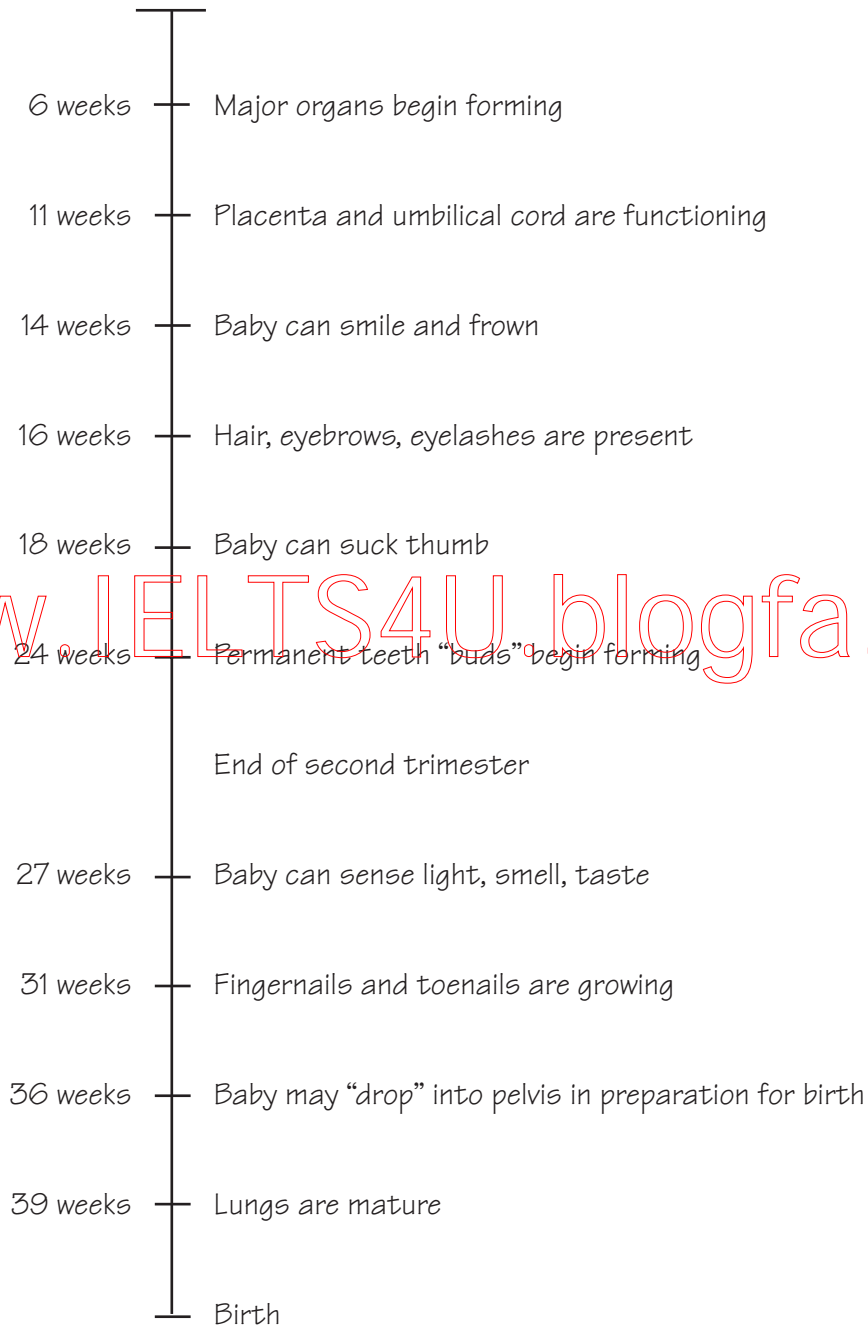 6 weeks Major organs begin forming
11 weeks Placenta and umbilical cord are functioning
14 weeks Baby can smile and frown
16 weeks Hair, eyebrows, eyelashes are present
18 weeks Baby can suck thumb
w.IELTS4U.blogfa.
24 weeks Permanent teeth “buds” begin forming
End of second trimester
27 weeks Baby can sense light, smell, taste
31 weeks Fingernails and toenails are growing
36 weeks Baby may “drop” into pelvis in preparation for birth
39 weeks Lungs are mature
Birth